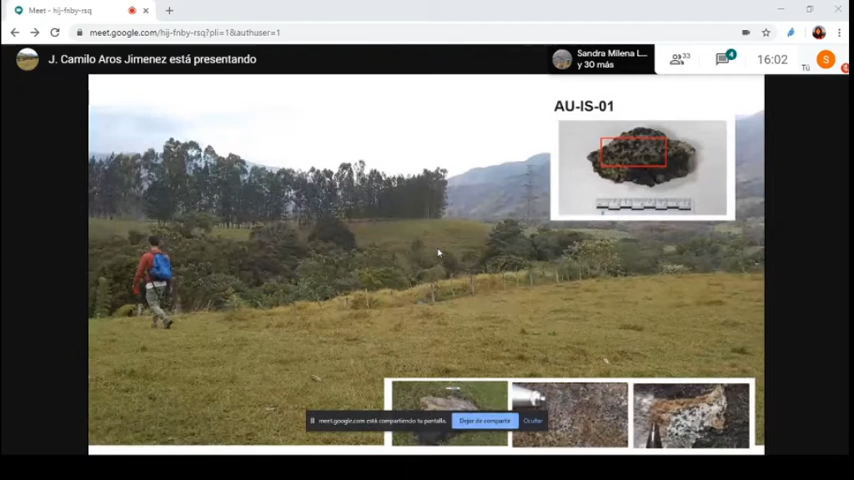 Meet - hij-fnby-rsq
meet.google.com/hij-fnby-rsq?pli=1&authuser=1
J. Camilo Aros Jimenez está presentando
Sandra Milena L...
y 30 más
33
4
16:02
Tú
S
AU-IS-01
meet.google.com está compartiendo tu pantalla.
Dejar de compartir
Ocultar